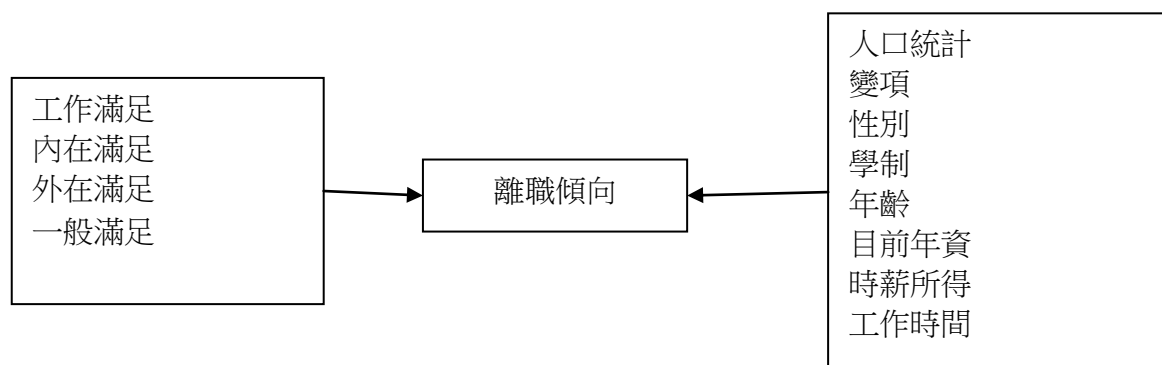 工作滿足
內在滿足
外在滿足
一般滿足
離職傾向
人口統計
變項
性別
學制
年齡
目前年資
時薪所得
工作時間